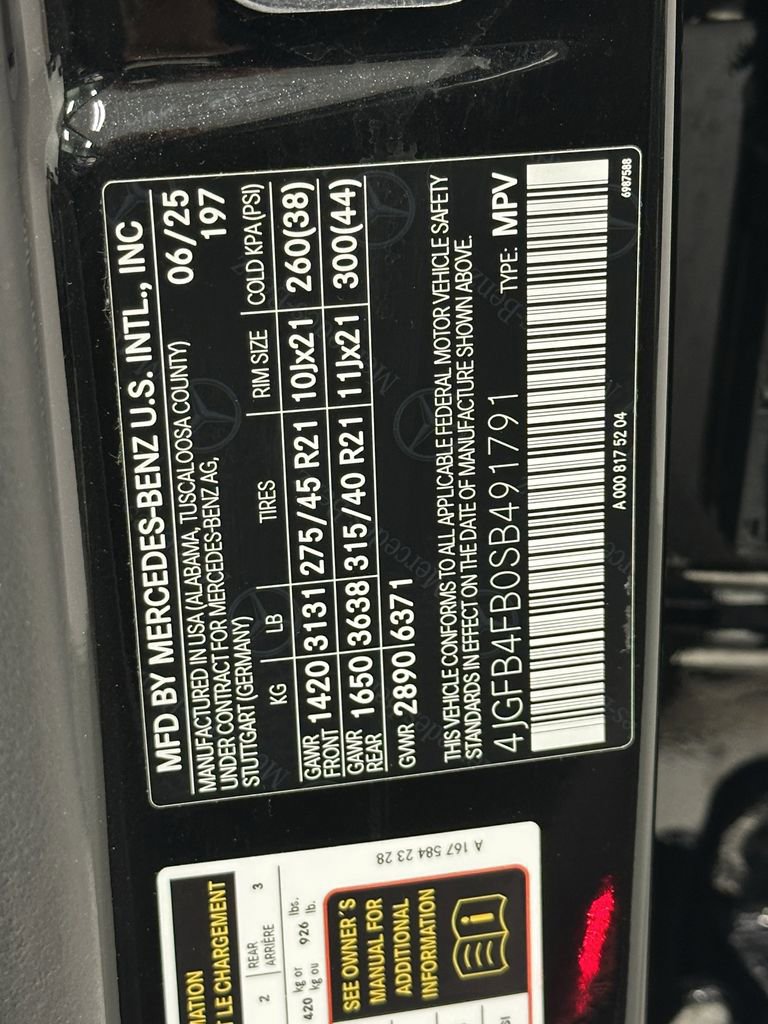 MFD BY MERCEDES-BENZ U.S. INTL., INC
MANUFACTURED IN USA (ALABAMA, TUSCALOOSA COUNTY) 06/25
UNDER CONTRACT FOR MERCEDES-BENZ AG, 197
STUTTGART (GERMANY)
KG LB TIRES RIM SIZE COLD KPA (PSI)
GAWR FRONT 1420 3131 275/45 R21 10Jx21 260(38)
GAWR REAR 1650 3638 315/40 R21 11Jx21 300(44)
GVWR 2890 6371
THIS VEHICLE CONFORMS TO ALL APPLICABLE FEDERAL MOTOR VEHICLE SAFETY
STANDARDS IN EFFECT ON THE DATE OF MANUFACTURE SHOWN ABOVE.
4JGFB4FB0SB491791 TYPE: MPV
A 000 817 52 04 6987588
MATION
T LE CHARGEMENT
2 REAR 3
ARRIÈRE
420 kg or 926 lbs.
kg ou lb.
SEE OWNER'S
MANUAL FOR
ADDITIONAL
INFORMATION
A 167 584 23 28